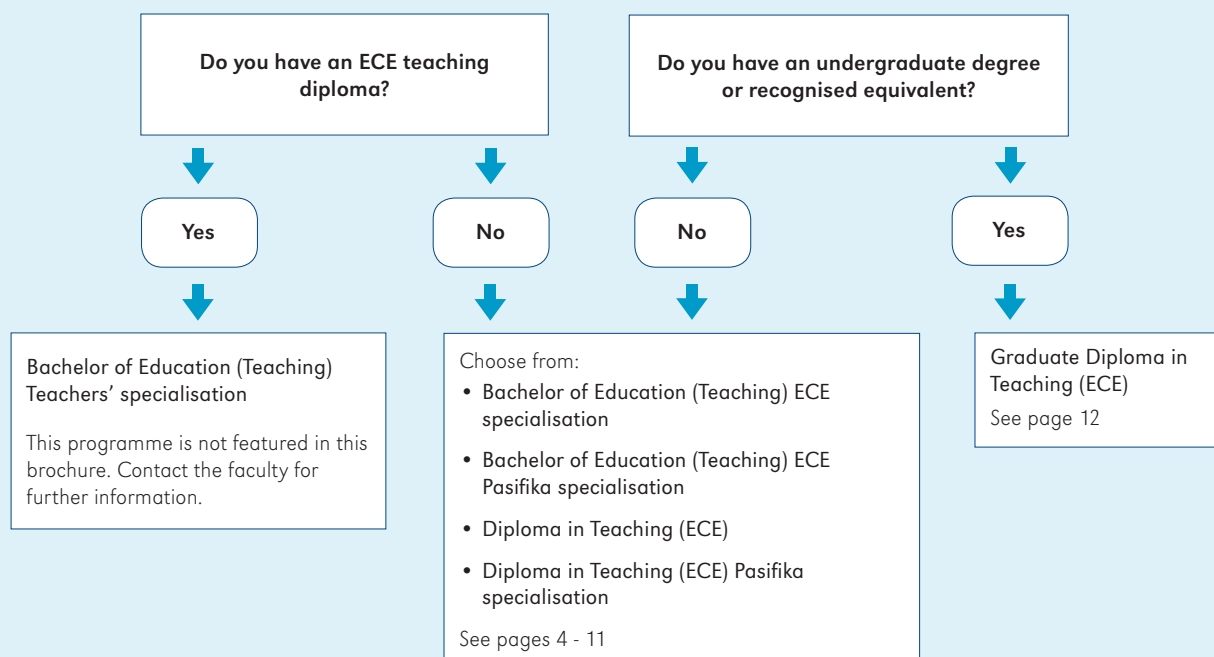 Do you have an ECE teaching
diploma?
Do you have an undergraduate degree
or recognised equivalent?
Yes
No
No
Yes
Bachelor of Education (Teaching)
Teachers’ specialisation
This programme is not featured in this
brochure. Contact the faculty for
further information.
Choose from:
• Bachelor of Education (Teaching) ECE
specialisation
• Bachelor of Education (Teaching) ECE
Pasifika specialisation
• Diploma in Teaching (ECE)
• Diploma in Teaching (ECE) Pasifika
specialisation
See pages 4 - 11
Graduate Diploma in
Teaching (ECE)
See page 12